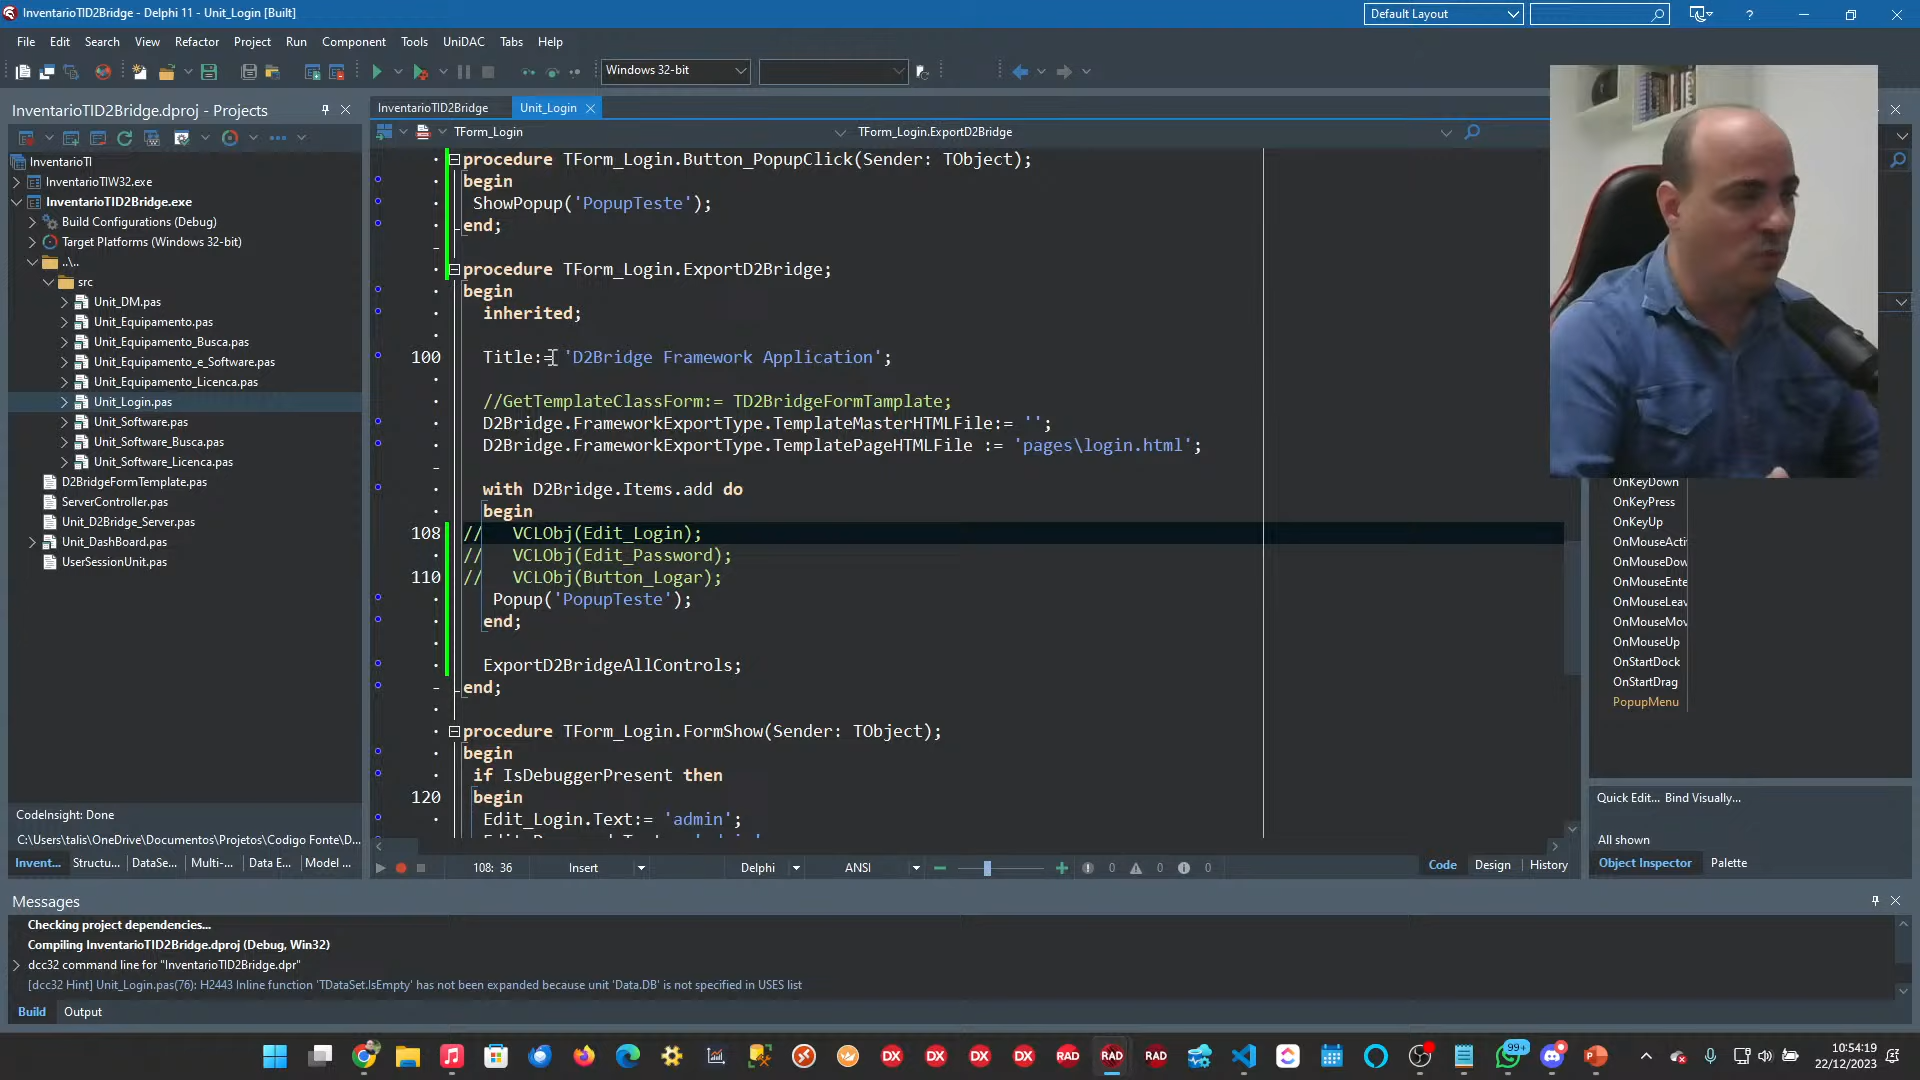 InventarioTID2Bridge - Delphi 11 - Unit_Login [Built]
Default Layout
?
File Edit Search View Refactor Project Run Component Tools UniDAC Tabs Help
Windows 32-bit
InventarioTID2Bridge.dproj - Projects
InventarioTID2Bridge
Unit_Login
TForm_Login
TForm_Login.ExportD2Bridge
InventarioTI
InventarioTIW32.exe
InventarioTID2Bridge.exe
Build Configurations (Debug)
Target Platforms (Windows 32-bit)
..\..
src
Unit_DM.pas
Unit_Equipamento.pas
Unit_Equipamento_Busca.pas
Unit_Equipamento_e_Software.pas
Unit_Equipamento_Licenca.pas
Unit_Login.pas
Unit_Software.pas
Unit_Software_Busca.pas
Unit_Software_Licenca.pas
D2BridgeFormTemplate.pas
ServerController.pas
Unit_D2Bridge_Server.pas
Unit_DashBoard.pas
UserSessionUnit.pas
CodeInsight: Done
C:\Users\talis\OneDrive\Documentos\Projetos\Codigo Fonte\D...
Invent... Structu... DataSe... Multi-... Data E... Model ...
procedure TForm_Login.Button_PopupClick(Sender: TObject);
begin
ShowPopup('PopupTeste');
end;
procedure TForm_Login.ExportD2Bridge;
begin
inherited;
100 Title:= 'D2Bridge Framework Application';
//GetTemplateClassForm:= TD2BridgeFormTamplate;
D2Bridge.FrameworkExportType.TemplateMasterHTMLFile:= '';
D2Bridge.FrameworkExportType.TemplatePageHTMLFile := 'pages\login.html';
with D2Bridge.Items.add do
begin
108 // VCLObj(Edit_Login);
// VCLObj(Edit_Password);
110 // VCLObj(Button_Logar);
Popup('PopupTeste');
end;
ExportD2BridgeAllControls;
end;
procedure TForm_Login.FormShow(Sender: TObject);
begin
if IsDebuggerPresent then
120 begin
Edit_Login.Text:= 'admin';
108: 36 Insert Delphi ANSI 0 0 0 Code Design History
OnKeyDown
OnKeyPress
OnKeyUp
OnMouseActi
OnMouseDow
OnMouseEnte
OnMouseLeav
OnMouseMov
OnMouseUp
OnStartDock
OnStartDrag
PopupMenu
Quick Edit... Bind Visually...
All shown
Object Inspector Palette
Messages
Checking project dependencies...
Compiling InventarioTID2Bridge.dproj (Debug, Win32)
dcc32 command line for "InventarioTID2Bridge.dpr"
[dcc32 Hint] Unit_Login.pas(76): H2443 Inline function 'TDataSet.IsEmpty' has not been expanded because unit 'Data.DB' is not specified in USES list
Build Output
DX DX DX DX RAD RAD RAD
99+
10:54:19
22/12/2023